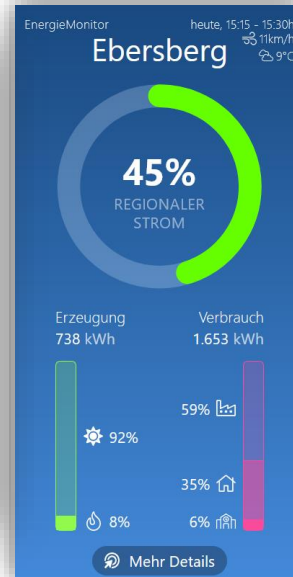 EnergieMonitor
heute, 15:15 - 15:30h
11km/h
Ebersberg
9°C
45%
REGIONALER
STROM
Erzeugung
738 kWh
Verbrauch
1.653 kWh
59%
92%
35%
8%
6%
Mehr Details